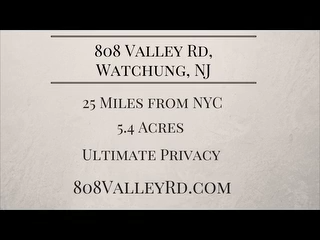 808 Valley Rd,
Watchung, NJ
25 Miles from NYC
5.4 Acres
Ultimate Privacy
808ValleyRd.com